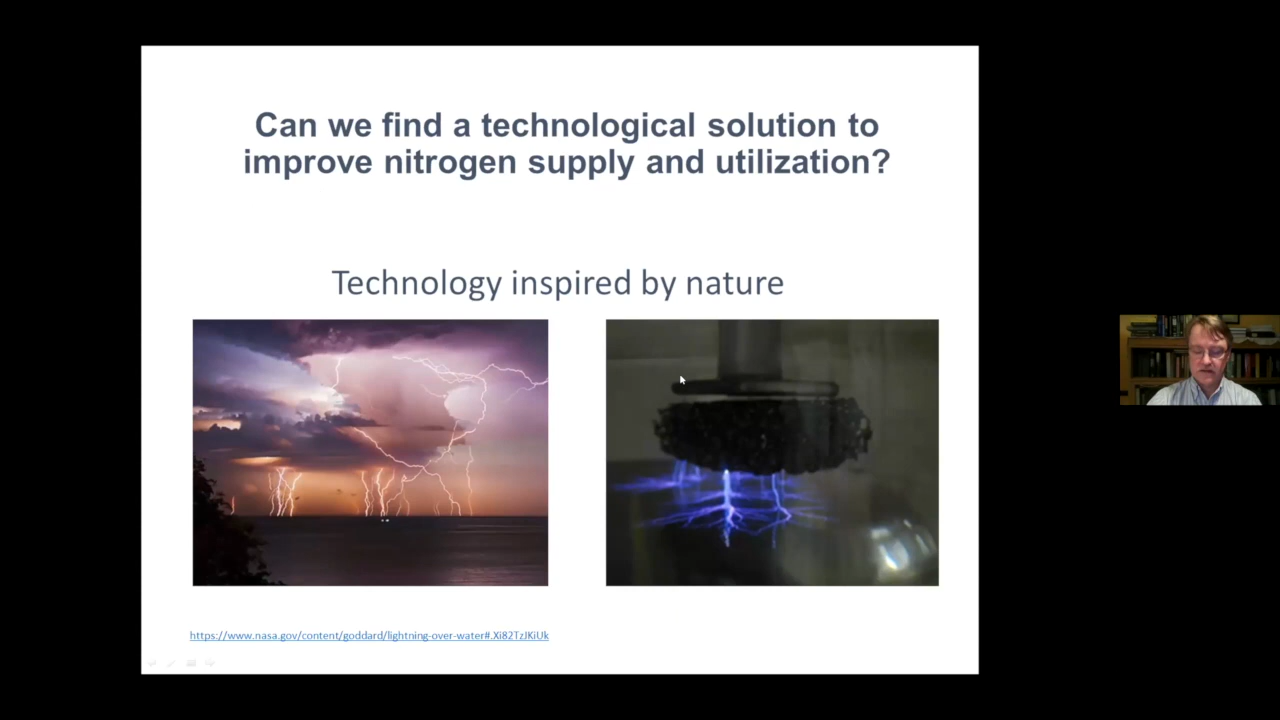 Can we find a technological solution to
improve nitrogen supply and utilization?
Technology inspired by nature
https://www.nasa.gov/content/goddard/lightning-over-water#.Xi82TzJKiUk